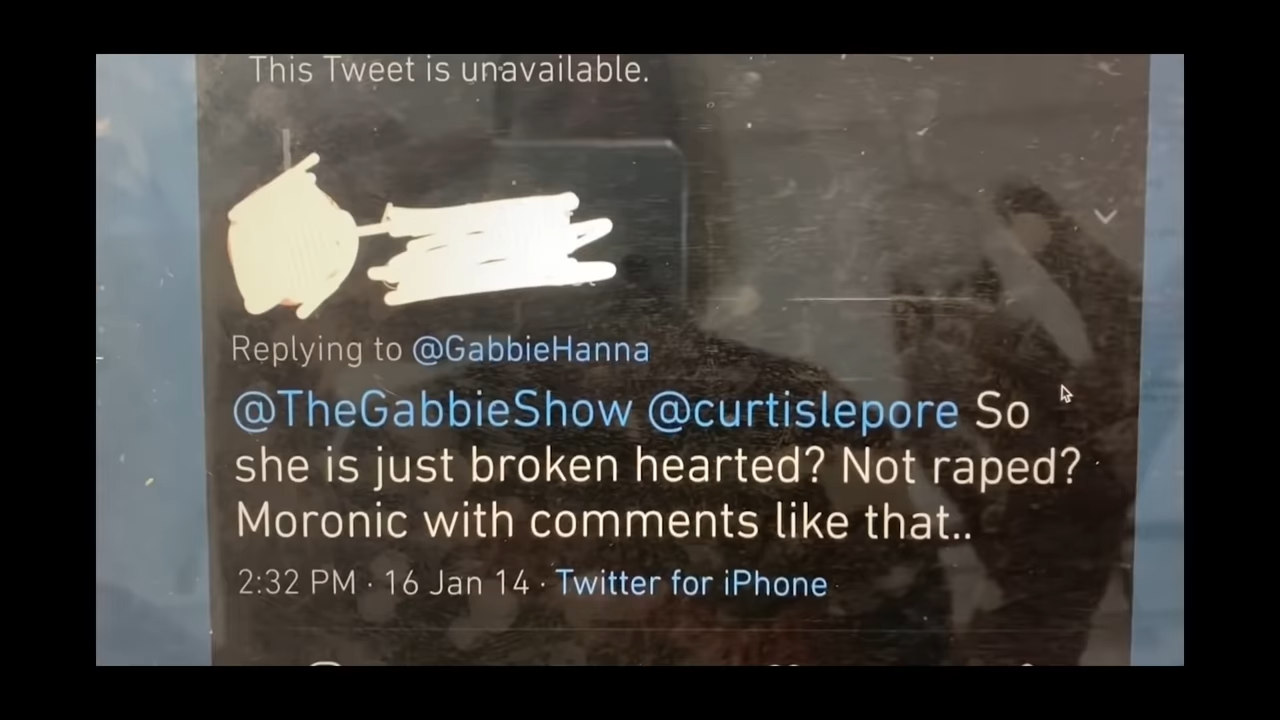 This Tweet is unavailable.
Replying to @GabbieHanna
@TheGabbieShow @curtislepore So
she is just broken hearted? Not raped?
Moronic with comments like that..
2:32 PM · 16 Jan 14 · Twitter for iPhone